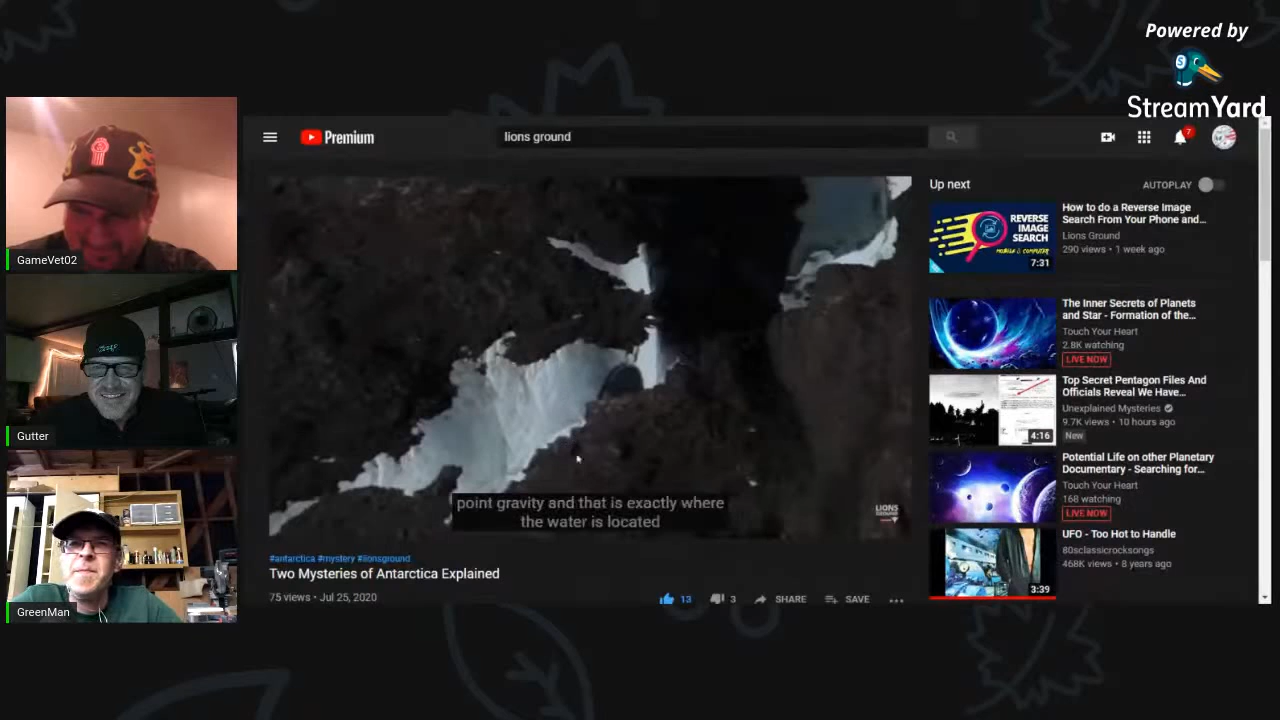 Powered by
StreamYard
GameVet02
Gutter
GreenMan
Premium
lions ground
7
point gravity and that is exactly where
the water is located
LIONS
#antarctica #mystery #lionsground
Two Mysteries of Antarctica Explained
75 views • Jul 25, 2020
13
3
SHARE
SAVE
Up next
AUTOPLAY
REVERSE
IMAGE
SEARCH
MOBILE & COMPUTER
7:31
How to do a Reverse Image
Search From Your Phone and...
Lions Ground
290 views • 1 week ago
The Inner Secrets of Planets
and Star - Formation of the...
Touch Your Heart
2.8K watching
LIVE NOW
4:16
Top Secret Pentagon Files And
Officials Reveal We Have...
Unexplained Mysteries
9.7K views • 10 hours ago
New
Potential Life on other Planetary
Documentary - Searching for...
Touch Your Heart
168 watching
LIVE NOW
3:39
UFO - Too Hot to Handle
80sclassicrocksongs
468K views • 8 years ago